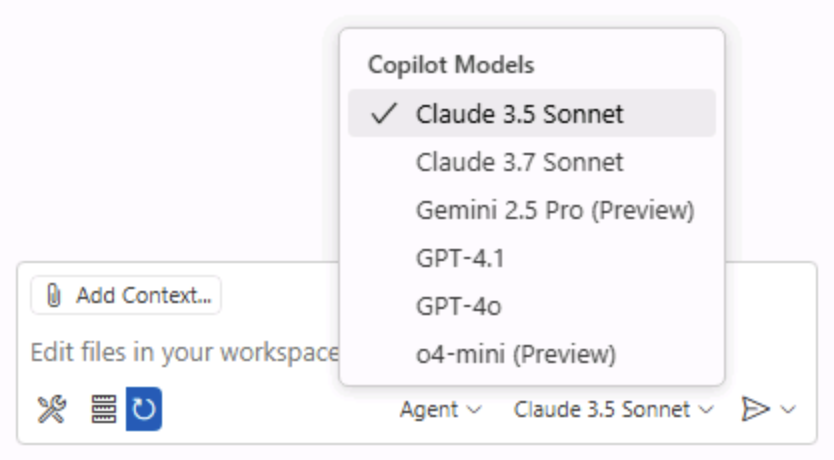 Copilot Models
Claude 3.5 Sonnet
Claude 3.7 Sonnet
Gemini 2.5 Pro (Preview)
GPT-4.1
GPT-4o
o4-mini (Preview)
Add Context...
Edit files in your workspace
Agent
Claude 3.5 Sonnet